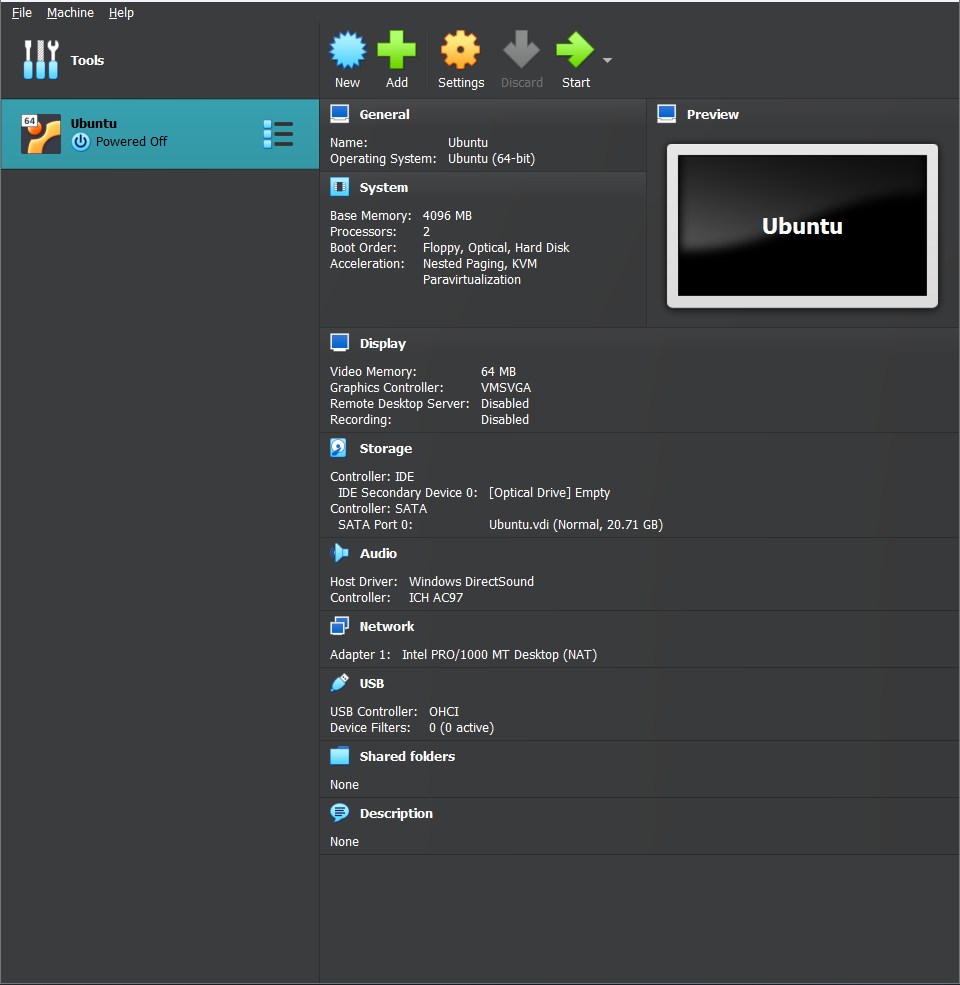 File Machine Help
Tools
New Add Settings Discard Start
64
Ubuntu
Powered Off
General
Name: Ubuntu
Operating System: Ubuntu (64-bit)
System
Base Memory: 4096 MB
Processors: 2
Boot Order: Floppy, Optical, Hard Disk
Acceleration: Nested Paging, KVM
Paravirtualization
Preview
Ubuntu
Display
Video Memory: 64 MB
Graphics Controller: VMSVGA
Remote Desktop Server: Disabled
Recording: Disabled
Storage
Controller: IDE
IDE Secondary Device 0: [Optical Drive] Empty
Controller: SATA
SATA Port 0: Ubuntu.vdi (Normal, 20.71 GB)
Audio
Host Driver: Windows DirectSound
Controller: ICH AC97
Network
Adapter 1: Intel PRO/1000 MT Desktop (NAT)
USB
USB Controller: OHCI
Device Filters: 0 (0 active)
Shared folders
None
Description
None